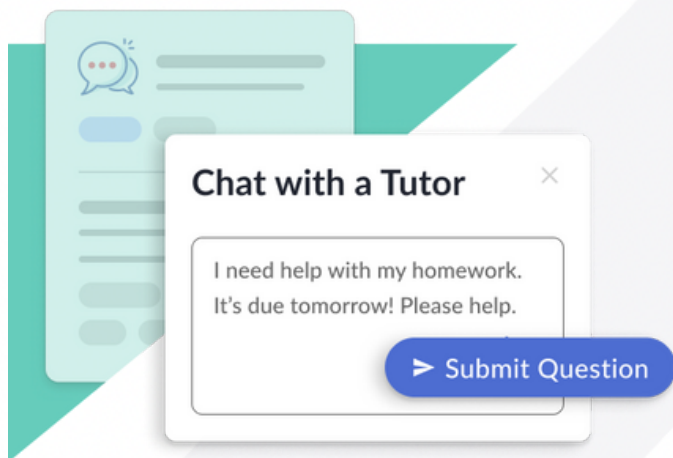 Chat with a Tutor
I need help with my homework.
It's due tomorrow! Please help.
Submit Question